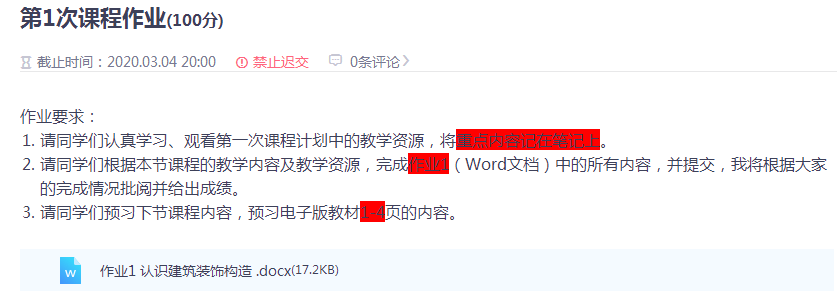 第1次课程作业(100分)
截止时间：2020.03.04 20:00 禁止迟交 0条评论
作业要求：
1. 请同学们认真学习、观看第一次课程计划中的教学资源，将重点内容记在笔记上。
2. 请同学们根据本节课程的教学内容及教学资源，完成作业1（Word文档）中的所有内容，并提交，我将根据大家
的完成情况批阅并给出成绩。
3. 请同学们预习下节课程内容，预习电子版教材1-4页的内容。
W 作业1 认识建筑装饰构造 .docx(17.2KB)